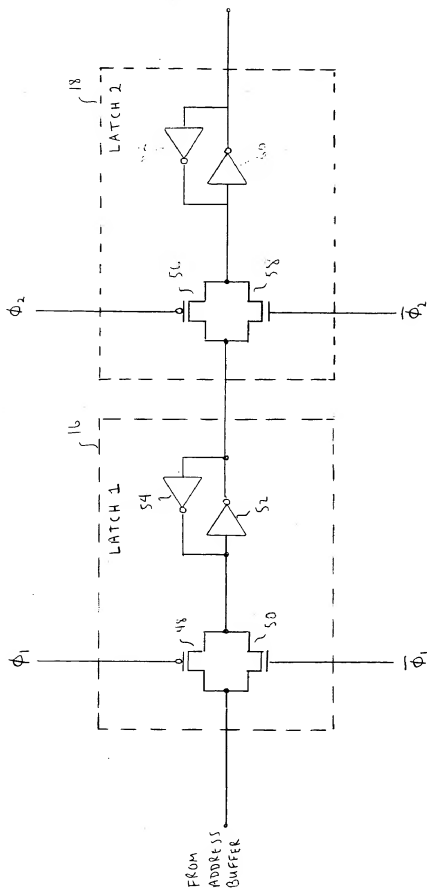 18
LATCH 2
60
56
58
ϕ2
ϕ̅2
16
LATCH 1
54
52
48
50
ϕ1
ϕ̅1
FROM
ADDRESS
BUFFER